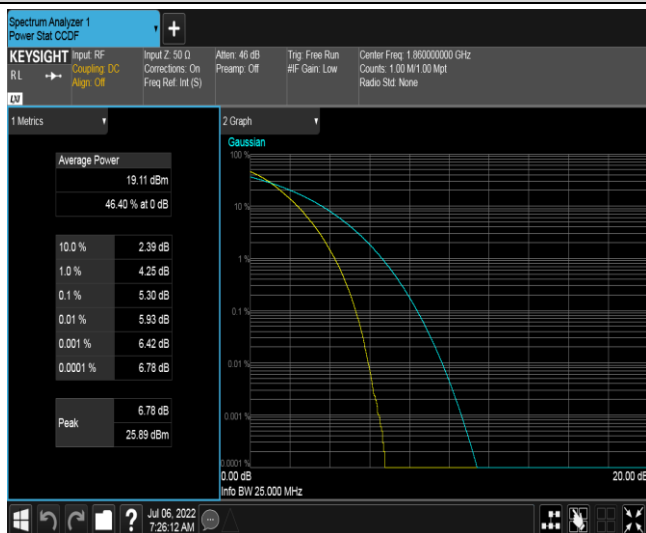 Spectrum Analyzer 1
Power Stat CCDF
+
KEYSIGHT Input: RF Input Z: 50 Ω Atten: 46 dB Trig: Free Run Center Freq: 1.860000000 GHz
RL Coupling: DC Corrections: On Preamp: Off #IF Gain: Low Counts: 1.00 M/1.00 Mpt
Align: Off Freq Ref: Int (S) Radio Std: None
LXI
1 Metrics
Average Power
19.11 dBm
46.40 % at 0 dB
10.0 % 2.39 dB
1.0 % 4.25 dB
0.1 % 5.30 dB
0.01 % 5.93 dB
0.001 % 6.42 dB
0.0001 % 6.78 dB
Peak 6.78 dB
25.89 dBm
2 Graph
Gaussian
100 %
10 %
1 %
0.1 %
0.01 %
0.001 %
0.0001 %
0.00 dB 20.00 dB
Info BW 25.000 MHz
? Jul 06, 2022
7:26:12 AM